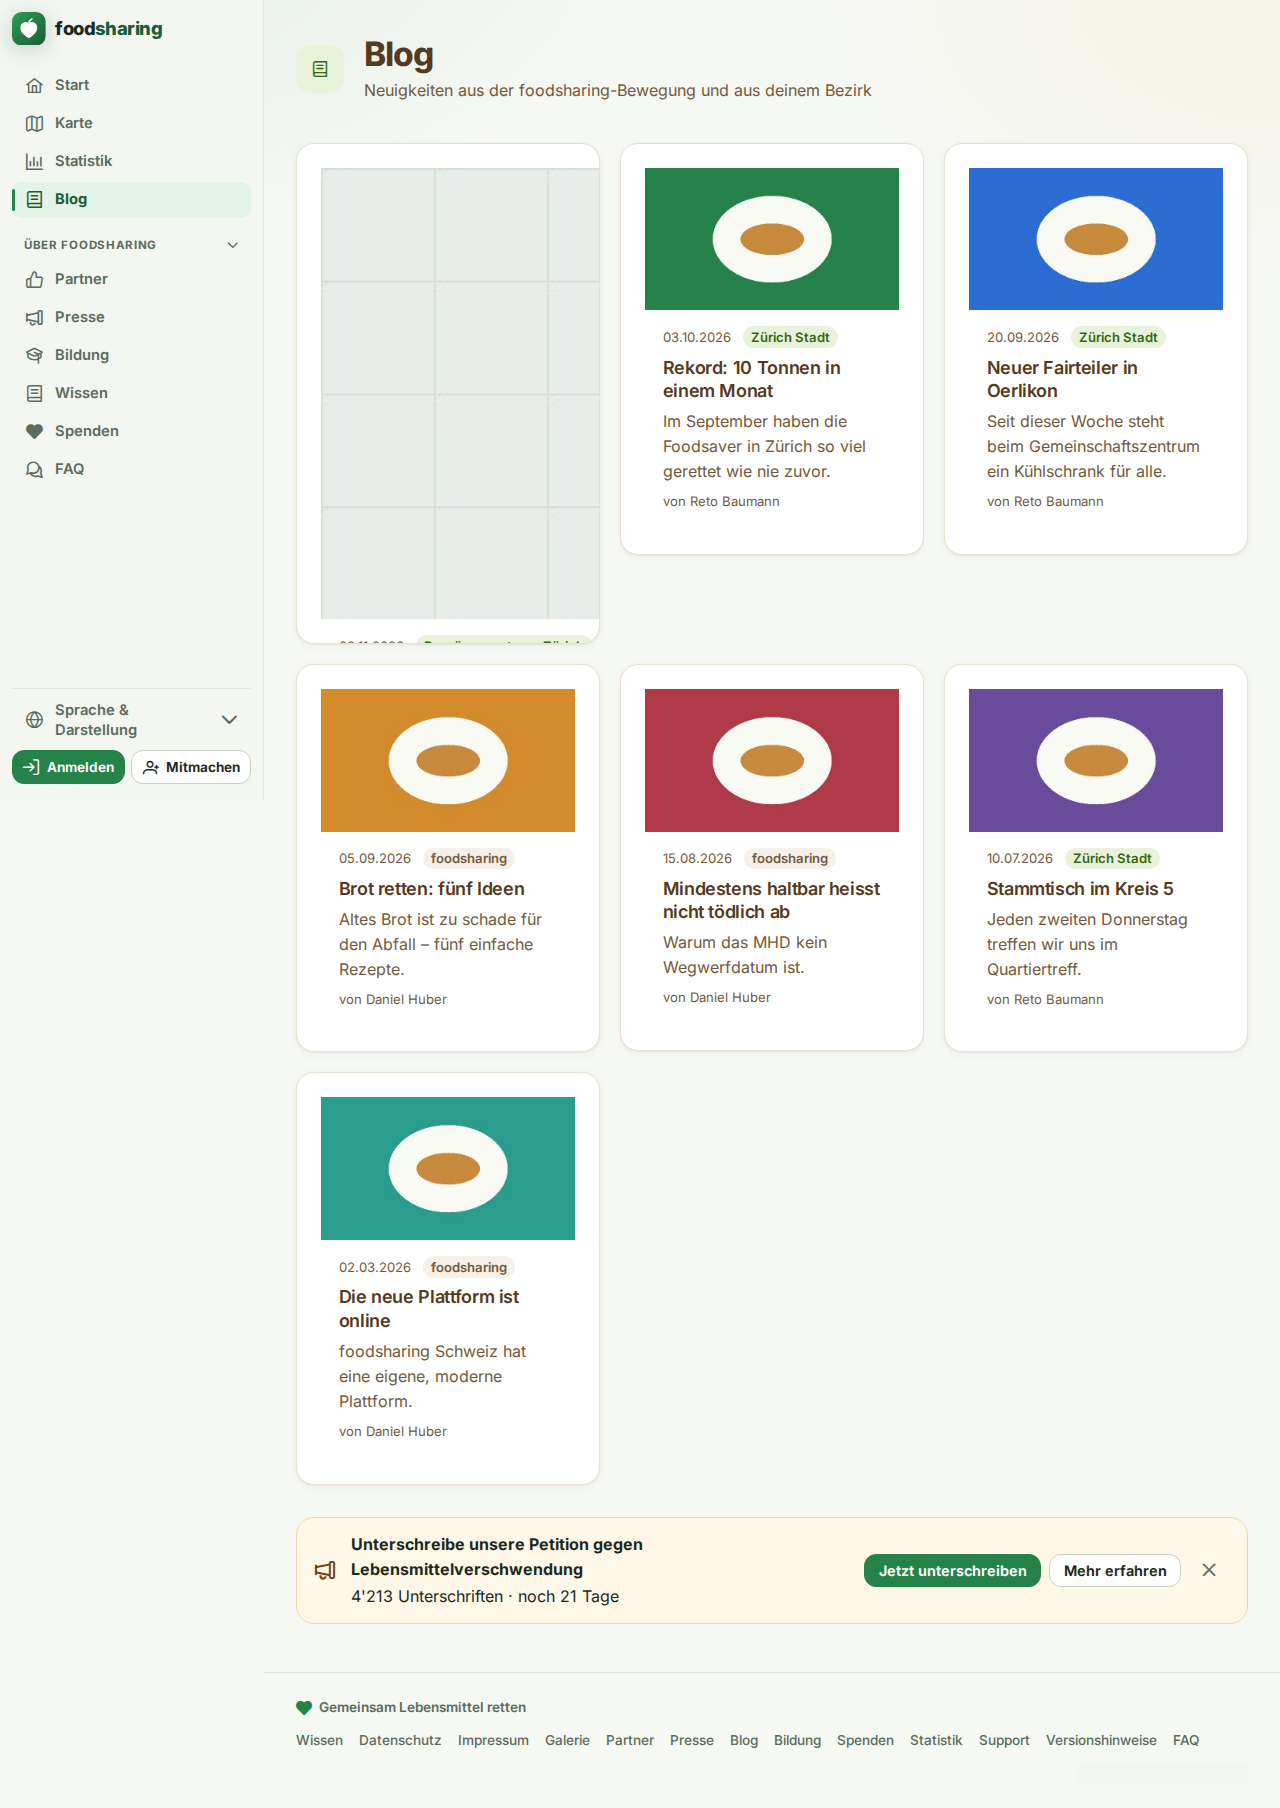 foodsharing
Start
Karte
Statistik
Blog
ÜBER FOODSHARING
Partner
Presse
Bildung
Wissen
Spenden
FAQ
Sprache &
Darstellung
Anmelden
Mitmachen
Blog
Neuigkeiten aus der foodsharing-Bewegung und aus deinem Bezirk
03.10.2026
Zürich Stadt
Rekord: 10 Tonnen in
einem Monat
Im September haben die
Foodsaver in Zürich so viel
gerettet wie nie zuvor.
von Reto Baumann
20.09.2026
Zürich Stadt
Neuer Fairteiler in
Oerlikon
Seit dieser Woche steht
beim Gemeinschaftszentrum
ein Kühlschrank für alle.
von Reto Baumann
05.09.2026
foodsharing
Brot retten: fünf Ideen
Altes Brot ist zu schade für
den Abfall – fünf einfache
Rezepte.
von Daniel Huber
15.08.2026
foodsharing
Mindestens haltbar heisst
nicht tödlich ab
Warum das MHD kein
Wegwerfdatum ist.
von Daniel Huber
10.07.2026
Zürich Stadt
Stammtisch im Kreis 5
Jeden zweiten Donnerstag
treffen wir uns im
Quartiertreff.
von Reto Baumann
02.03.2026
foodsharing
Die neue Plattform ist
online
foodsharing Schweiz hat
eine eigene, moderne
Plattform.
von Daniel Huber
Unterschreibe unsere Petition gegen
Lebensmittelverschwendung
4'213 Unterschriften · noch 21 Tage
Jetzt unterschreiben
Mehr erfahren
Gemeinsam Lebensmittel retten
Wissen Datenschutz Impressum Galerie Partner Presse Blog Bildung Spenden Statistik Support Versionshinweise FAQ